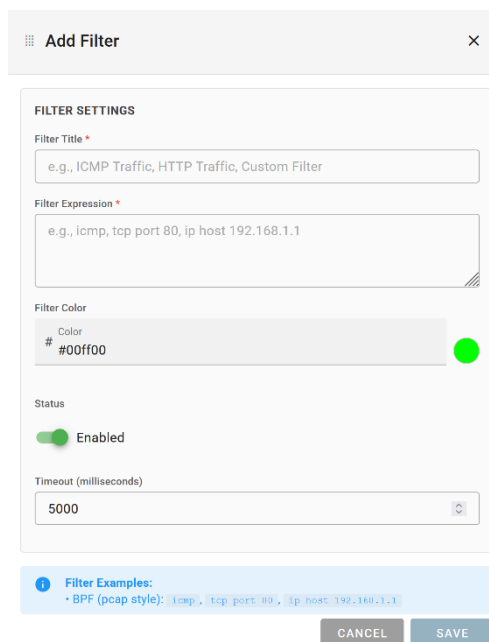 Add Filter
FILTER SETTINGS
Filter Title *
e.g., ICMP Traffic, HTTP Traffic, Custom Filter
Filter Expression *
e.g., icmp, tcp port 80, ip host 192.168.1.1
Filter Color
Color
# #00ff00
Status
Enabled
Timeout (milliseconds)
5000
Filter Examples:
• BPF (pcap style): icmp, tcp port 80, ip host 192.168.1.1
CANCEL SAVE